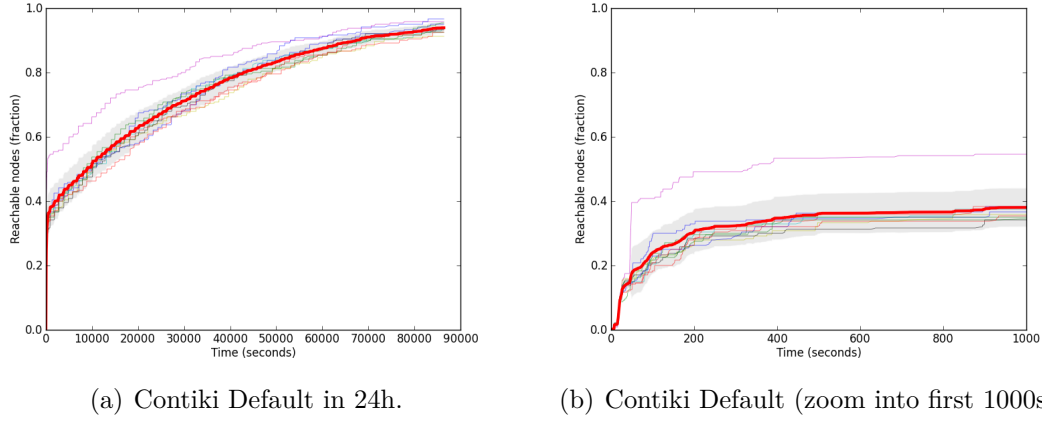 1.0
0.8
0.6
0.4
0.2
0.0
Reachable nodes (fraction)
0 10000 20000 30000 40000 50000 60000 70000 80000 90000
Time (seconds)
(a) Contiki Default in 24h.
1.0
0.8
0.6
0.4
0.2
0.0
Reachable nodes (fraction)
0 200 400 600 800 1000
Time (seconds)
(b) Contiki Default (zoom into first 1000s